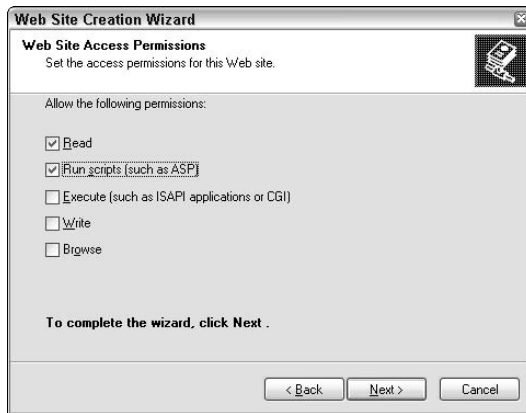 Web Site Creation Wizard
Web Site Access Permissions
Set the access permissions for this Web site.
Allow the following permissions:
Read
Run scripts (such as ASP)
Execute (such as ISAPI applications or CGI)
Write
Browse
To complete the wizard, click Next .
< Back Next > Cancel